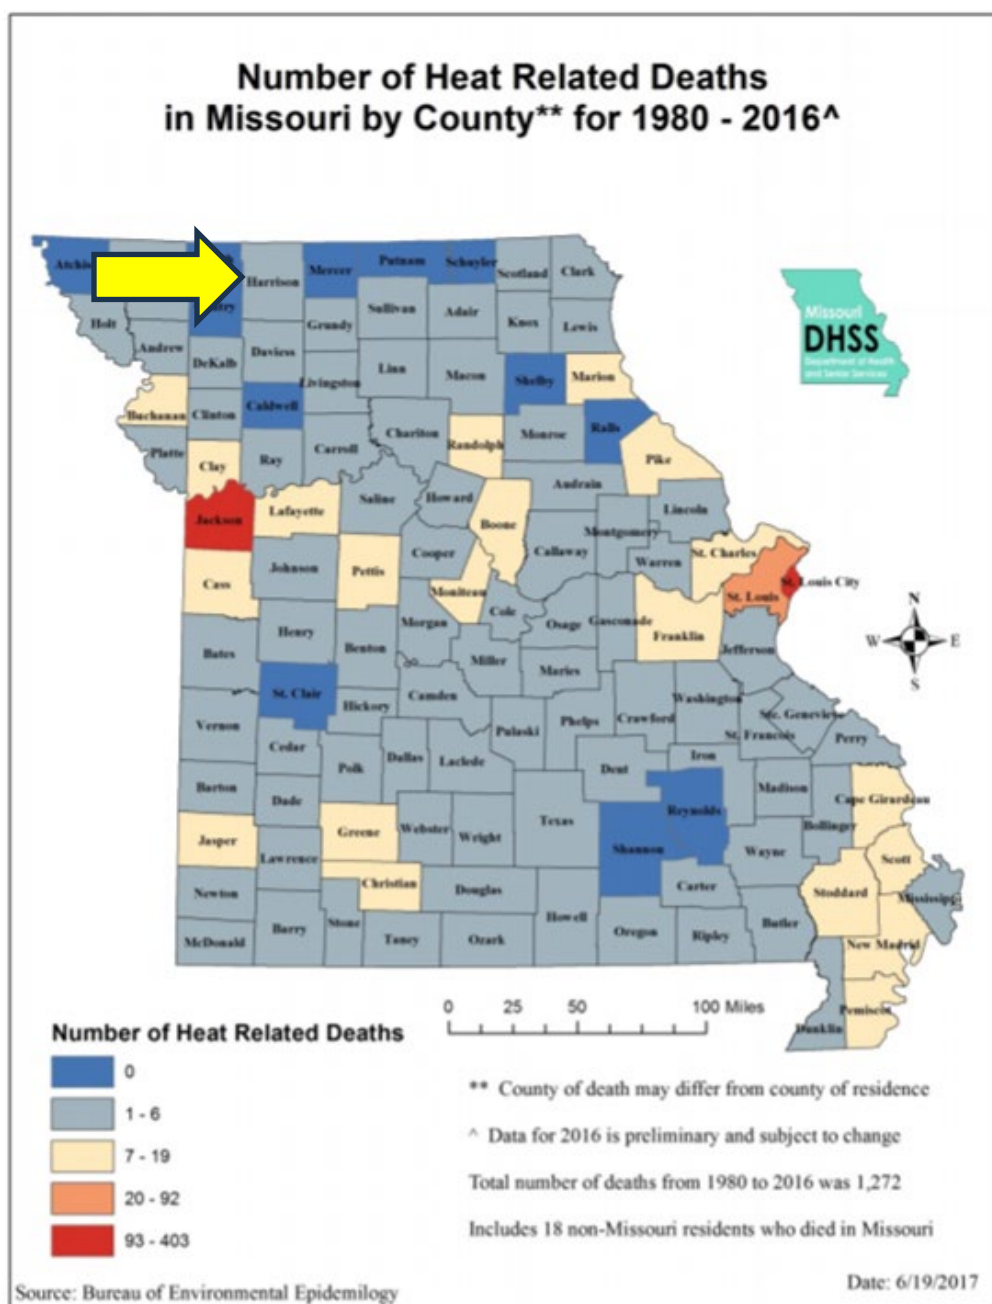 Number of Heat Related Deaths
in Missouri by County** for 1980 - 2016^
Harrison
Mercer
Putnam
Schuyler
Scotland
Clark
Holt
Andrew
DeKalb
Daviess
Grundy
Sullivan
Adair
Knox
Lewis
Buchanan
Clinton
Caldwell
Livingston
Linn
Macon
Shelby
Marion
Platte
Clay
Ray
Carroll
Chariton
Randolph
Monroe
Ralls
Pike
Jackson
Lafayette
Saline
Howard
Boone
Audrain
Callaway
Montgomery
Lincoln
Warren
St. Charles
St. Louis
St. Louis City
Cass
Johnson
Pettis
Cooper
Moniteau
Cole
Osage
Gasconade
Franklin
Jefferson
Bates
Henry
Benton
Morgan
Miller
Maries
St. Clair
Hickory
Camden
Pulaski
Phelps
Crawford
Washington
St. Francois
Ste. Genevieve
Perry
Vernon
Cedar
Polk
Dallas
Laclede
Dent
Iron
Madison
Bollinger
Cape Girardeau
Barton
Dade
Greene
Webster
Wright
Texas
Shannon
Reynolds
Wayne
Scott
Stoddard
Mississippi
Jasper
Lawrence
Christian
Douglas
Howell
Carter
Butler
New Madrid
Newton
McDonald
Barry
Stone
Taney
Ozark
Oregon
Ripley
Dunklin
Pemiscot
Missouri
DHSS
Department of Health
and Senior Services
N
W
E
S
0 25 50 100 Miles
Number of Heat Related Deaths
0
1 - 6
7 - 19
20 - 92
93 - 403
** County of death may differ from county of residence
^ Data for 2016 is preliminary and subject to change
Total number of deaths from 1980 to 2016 was 1,272
Includes 18 non-Missouri residents who died in Missouri
Source: Bureau of Environmental Epidemilogy
Date: 6/19/2017